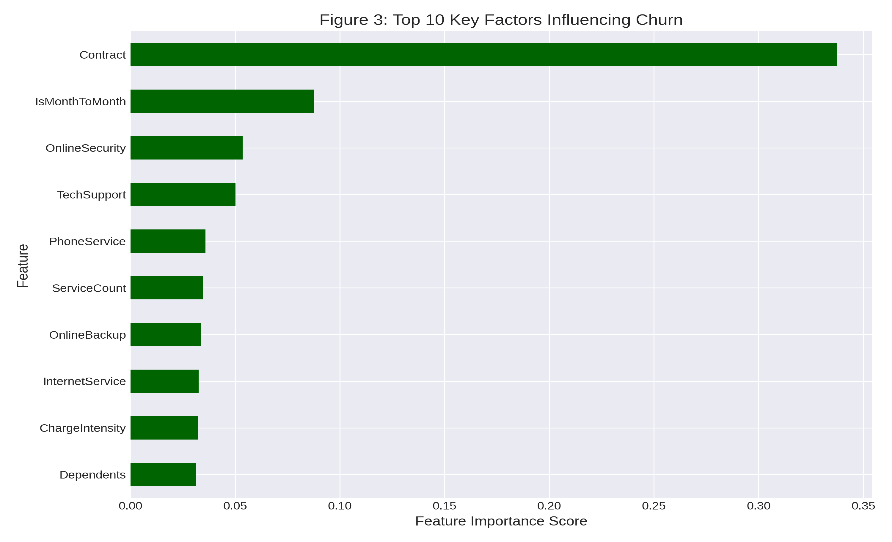 Figure 3: Top 10 Key Factors Influencing Churn
Contract
IsMonthToMonth
OnlineSecurity
TechSupport
PhoneService
ServiceCount
OnlineBackup
InternetService
ChargeIntensity
Dependents
Feature
0.00 0.05 0.10 0.15 0.20 0.25 0.30 0.35
Feature Importance Score